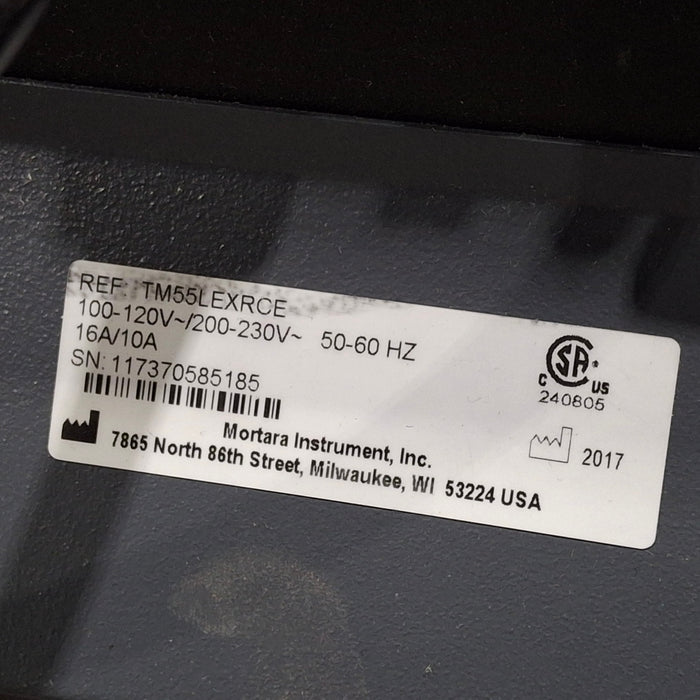 REF: TM55LEXRCE
100-120V~/200-230V~ 50-60 HZ
16A/10A
SN: 117370585185
Mortara Instrument, Inc.
7865 North 86th Street, Milwaukee, WI 53224 USA
C SA US
240805
2017